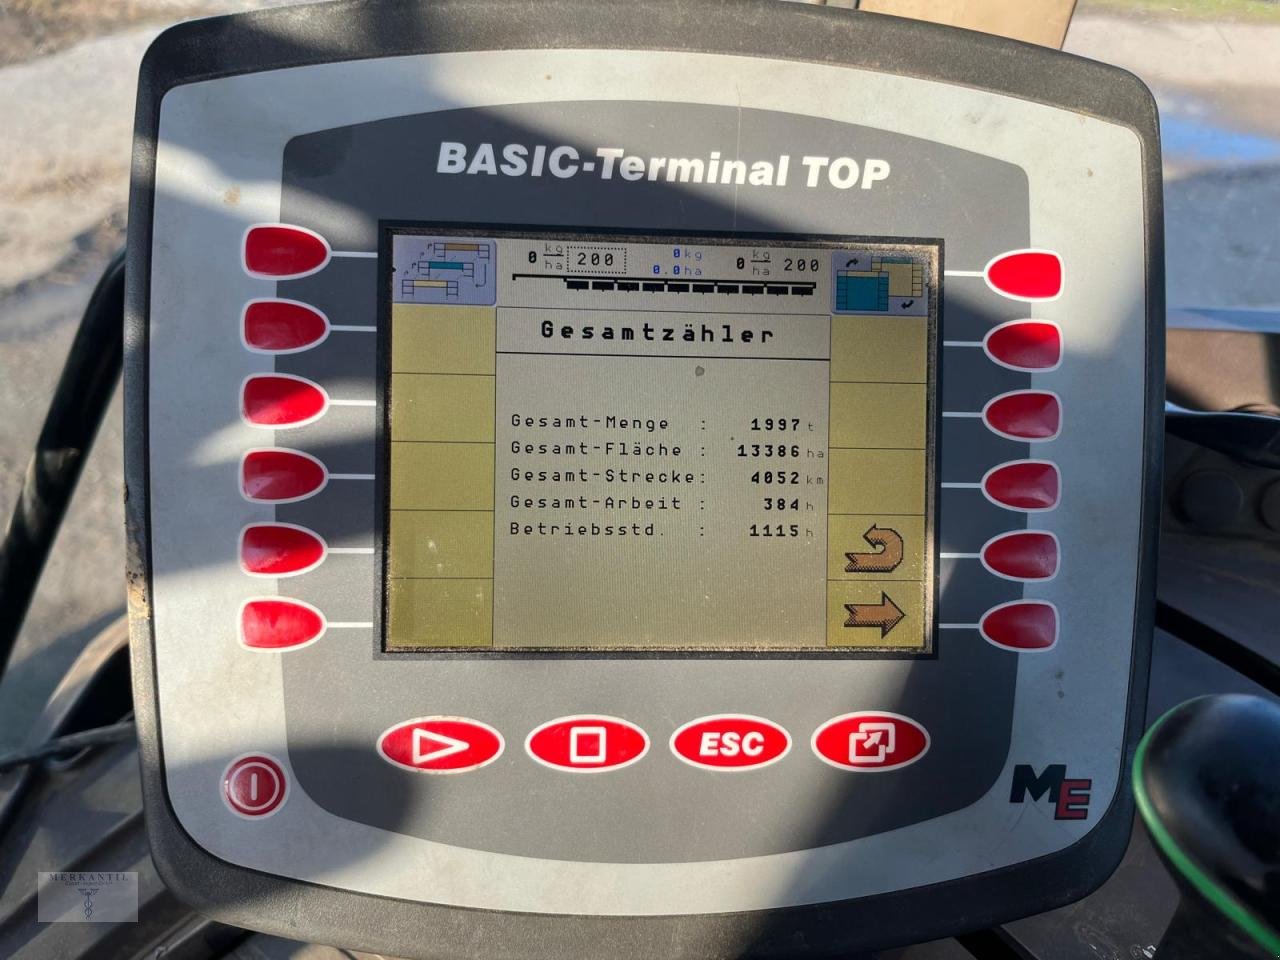 BASIC-Terminal TOP
0 kg/ha 200 0kg 0 kg/ha 200
0.0ha
Gesamtzähler
Gesamt-Menge : 1997 t
Gesamt-Fläche : 13386 ha
Gesamt-Strecke: 4052 km
Gesamt-Arbeit : 384 h
Betriebsstd. : 1115 h
ESC
ME
MERKANTIL